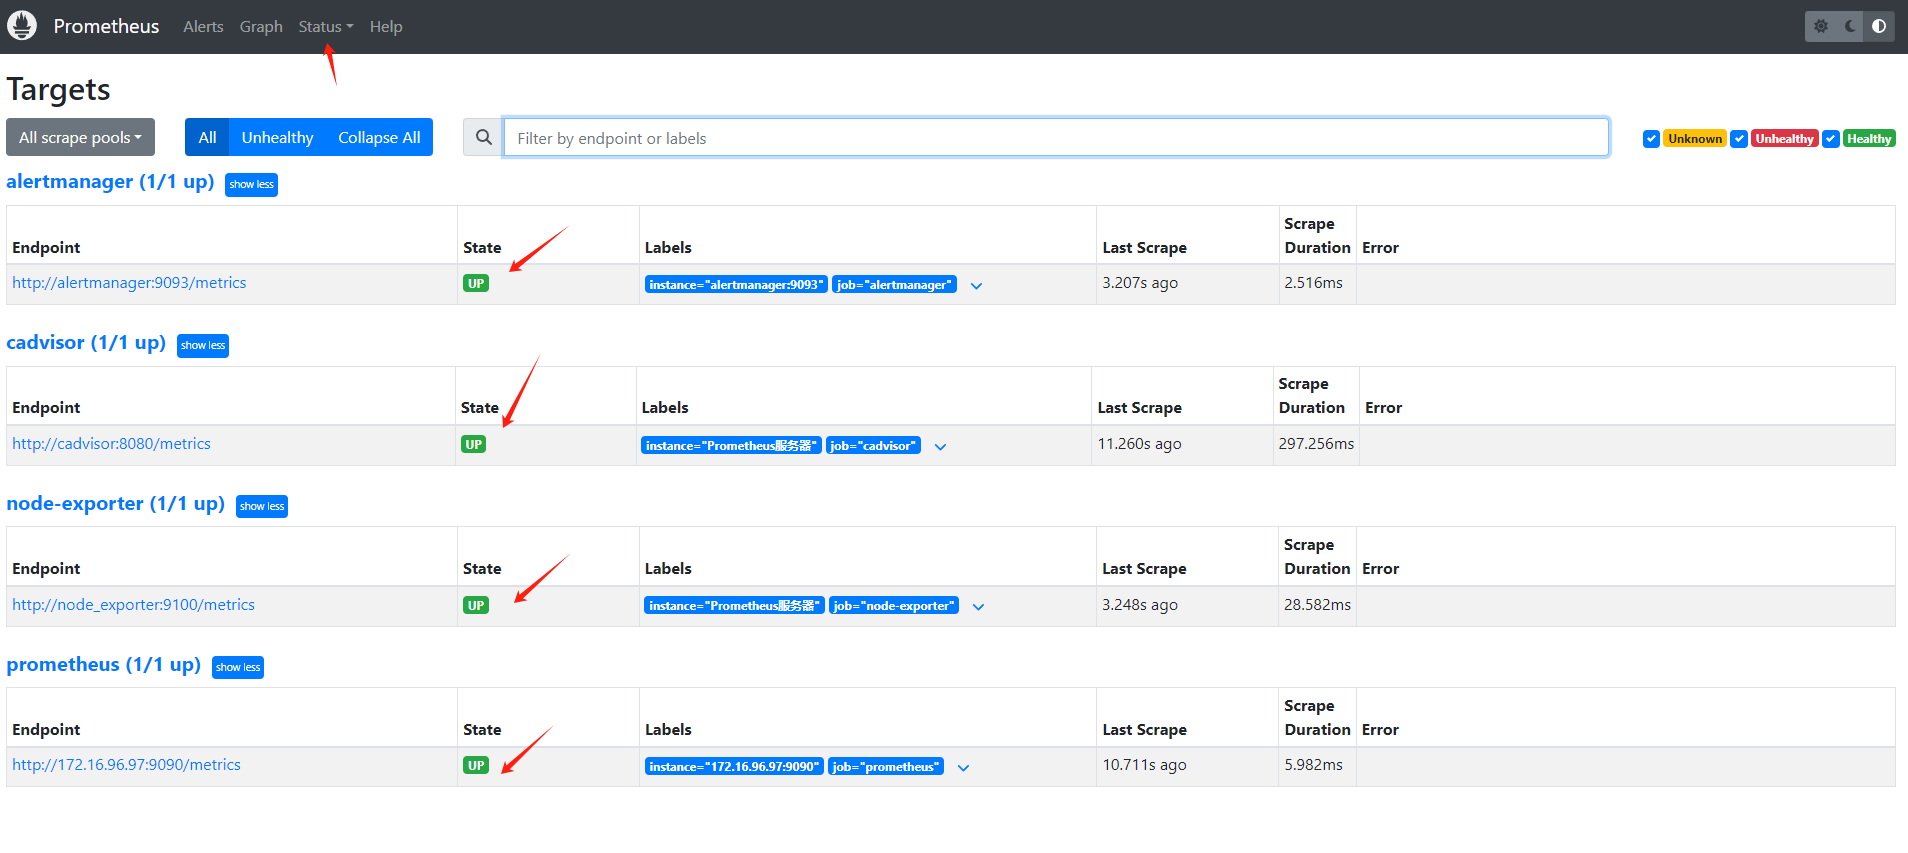 Prometheus Alerts Graph Status Help
Targets
All scrape pools All Unhealthy Collapse All Filter by endpoint or labels Unknown Unhealthy Healthy
alertmanager (1/1 up) show less
Endpoint State Labels Last Scrape Scrape Duration Error
http://alertmanager:9093/metrics UP instance="alertmanager:9093" job="alertmanager" 3.207s ago 2.516ms
cadvisor (1/1 up) show less
Endpoint State Labels Last Scrape Scrape Duration Error
http://cadvisor:8080/metrics UP instance="Prometheus服务器" job="cadvisor" 11.260s ago 297.256ms
node-exporter (1/1 up) show less
Endpoint State Labels Last Scrape Scrape Duration Error
http://node_exporter:9100/metrics UP instance="Prometheus服务器" job="node-exporter" 3.248s ago 28.582ms
prometheus (1/1 up) show less
Endpoint State Labels Last Scrape Scrape Duration Error
http://172.16.96.97:9090/metrics UP instance="172.16.96.97:9090" job="prometheus" 10.711s ago 5.982ms